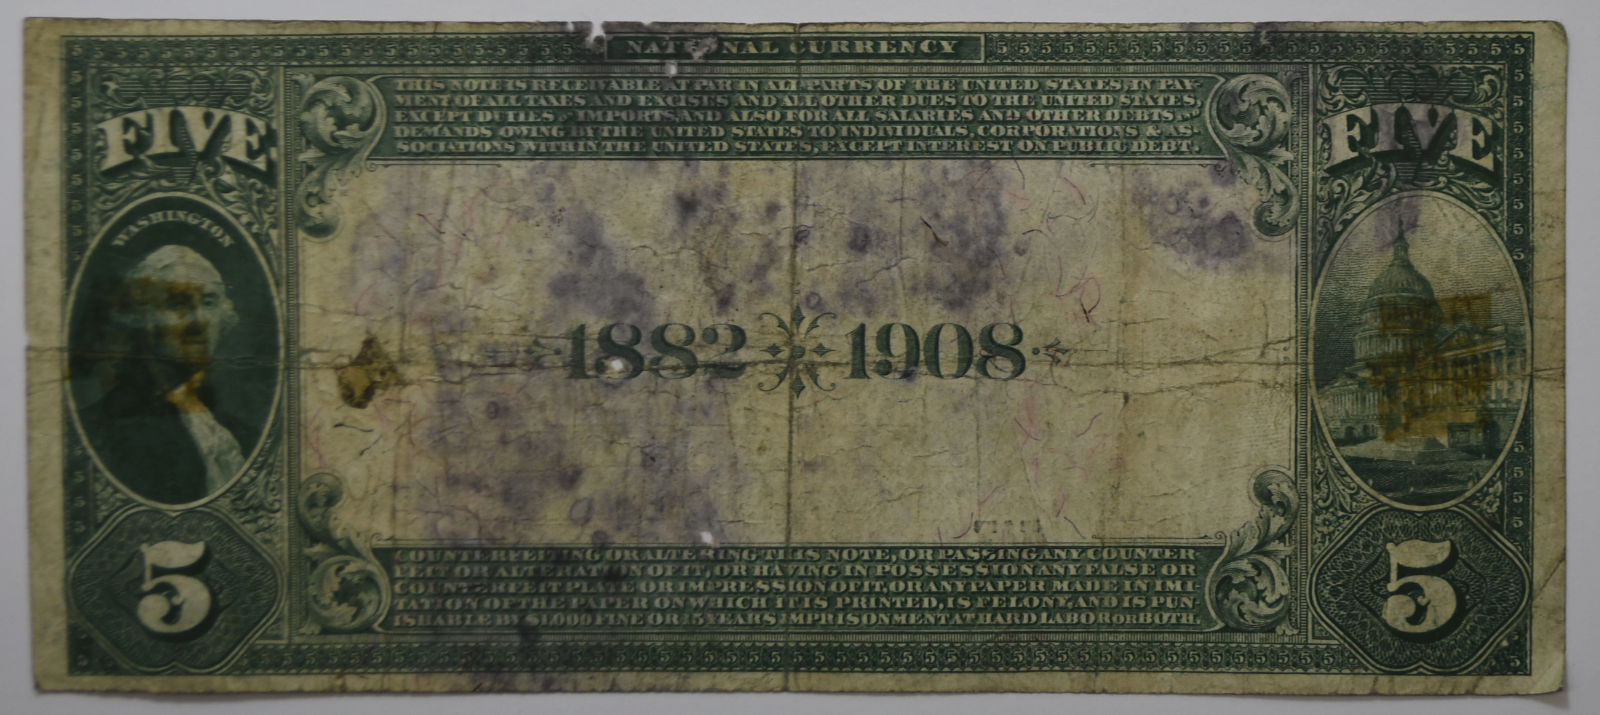 NATIONAL CURRENCY
THIS NOTE IS RECEIVABLE AT PAR IN ALL PARTS OF THE UNITED STATES, IN PAY
MENT OF ALL TAXES AND EXCISES AND ALL OTHER DUES TO THE UNITED STATES,
EXCEPT DUTIES ON IMPORTS, AND ALSO FOR ALL SALARIES AND OTHER DEBTS AND
DEMANDS OWING BY THE UNITED STATES TO INDIVIDUALS, CORPORATIONS & AS-
SOCIATIONS WITHIN THE UNITED STATES, EXCEPT INTEREST ON PUBLIC DEBT.
FIVE
FIVE
WASHINGTON
1882 1908
COUNTERFEITING OR ALTERING THIS NOTE, OR PASSING ANY COUNTER
FEIT OR ALTERATION OF IT, OR HAVING IN POSSESSION ANY FALSE OR
COUNTERFEIT PLATE OR IMPRESSION OF IT, OR ANY PAPER MADE IN IMI
TATION OF THE PAPER ON WHICH IT IS PRINTED, IS FELONY, AND IS PUN
ISHABLE BY $1,000 FINE OR 15 YEARS IMPRISONMENT AT HARD LABOR OR BOTH.
5
5